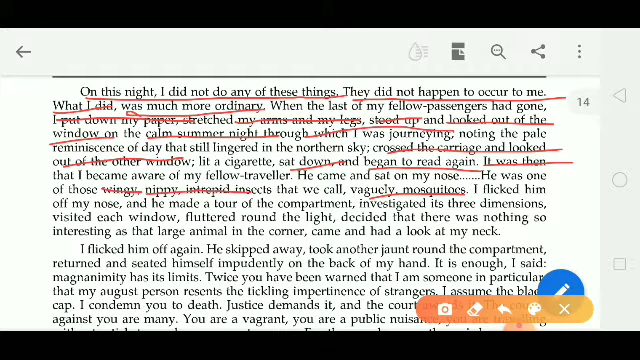 On this night, I did not do any of these things. They did not happen to occur to me.
What I did, was much more ordinary. When the last of my fellow-passengers had gone,
I put down my paper, stretched my arms and my legs, stood up and looked out of the
window on the calm summer night through which I was journeying, noting the pale
reminiscence of day that still lingered in the northern sky; crossed the carriage and looked
out of the other window; lit a cigarette, sat down, and began to read again. It was then
that I became aware of my fellow-traveller. He came and sat on my nose......He was one
of those wingy, nippy, intrepid insects that we call, vaguely, mosquitoes. I flicked him
off my nose, and he made a tour of the compartment, investigated its three dimensions,
visited each window, fluttered round the light, decided that there was nothing so
interesting as that large animal in the corner, came and had a look at my neck.
I flicked him off again. He skipped away, took another jaunt round the compartment,
returned and seated himself impudently on the back of my hand. It is enough, I said:
magnanimity has its limits. Twice you have been warned that I am someone in particular,
that my august person resents the tickling impertinence of strangers. I assume the black
cap. I condemn you to death. Justice demands it, and the court awards it. The
against you are many. You are a vagrant, you are a public nuisance, you are travelling
14